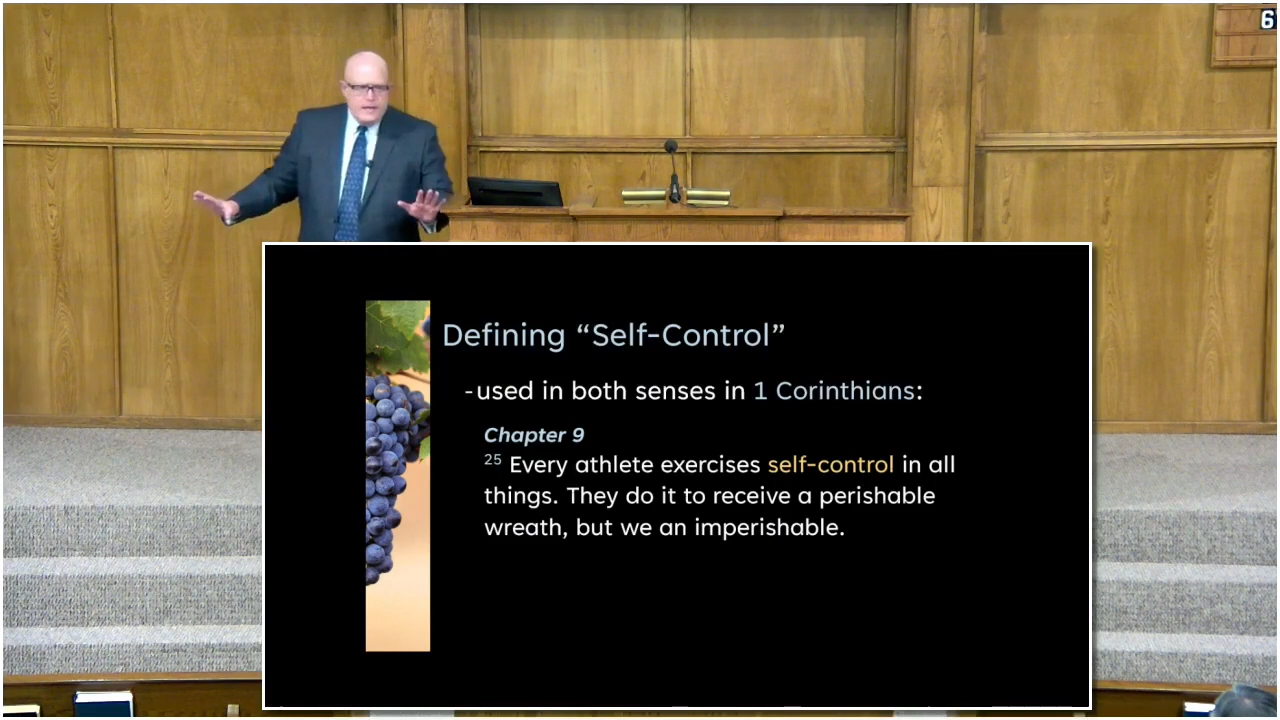 6
Defining “Self-Control”
-used in both senses in 1 Corinthians:
Chapter 9
25 Every athlete exercises self-control in all
things. They do it to receive a perishable
wreath, but we an imperishable.